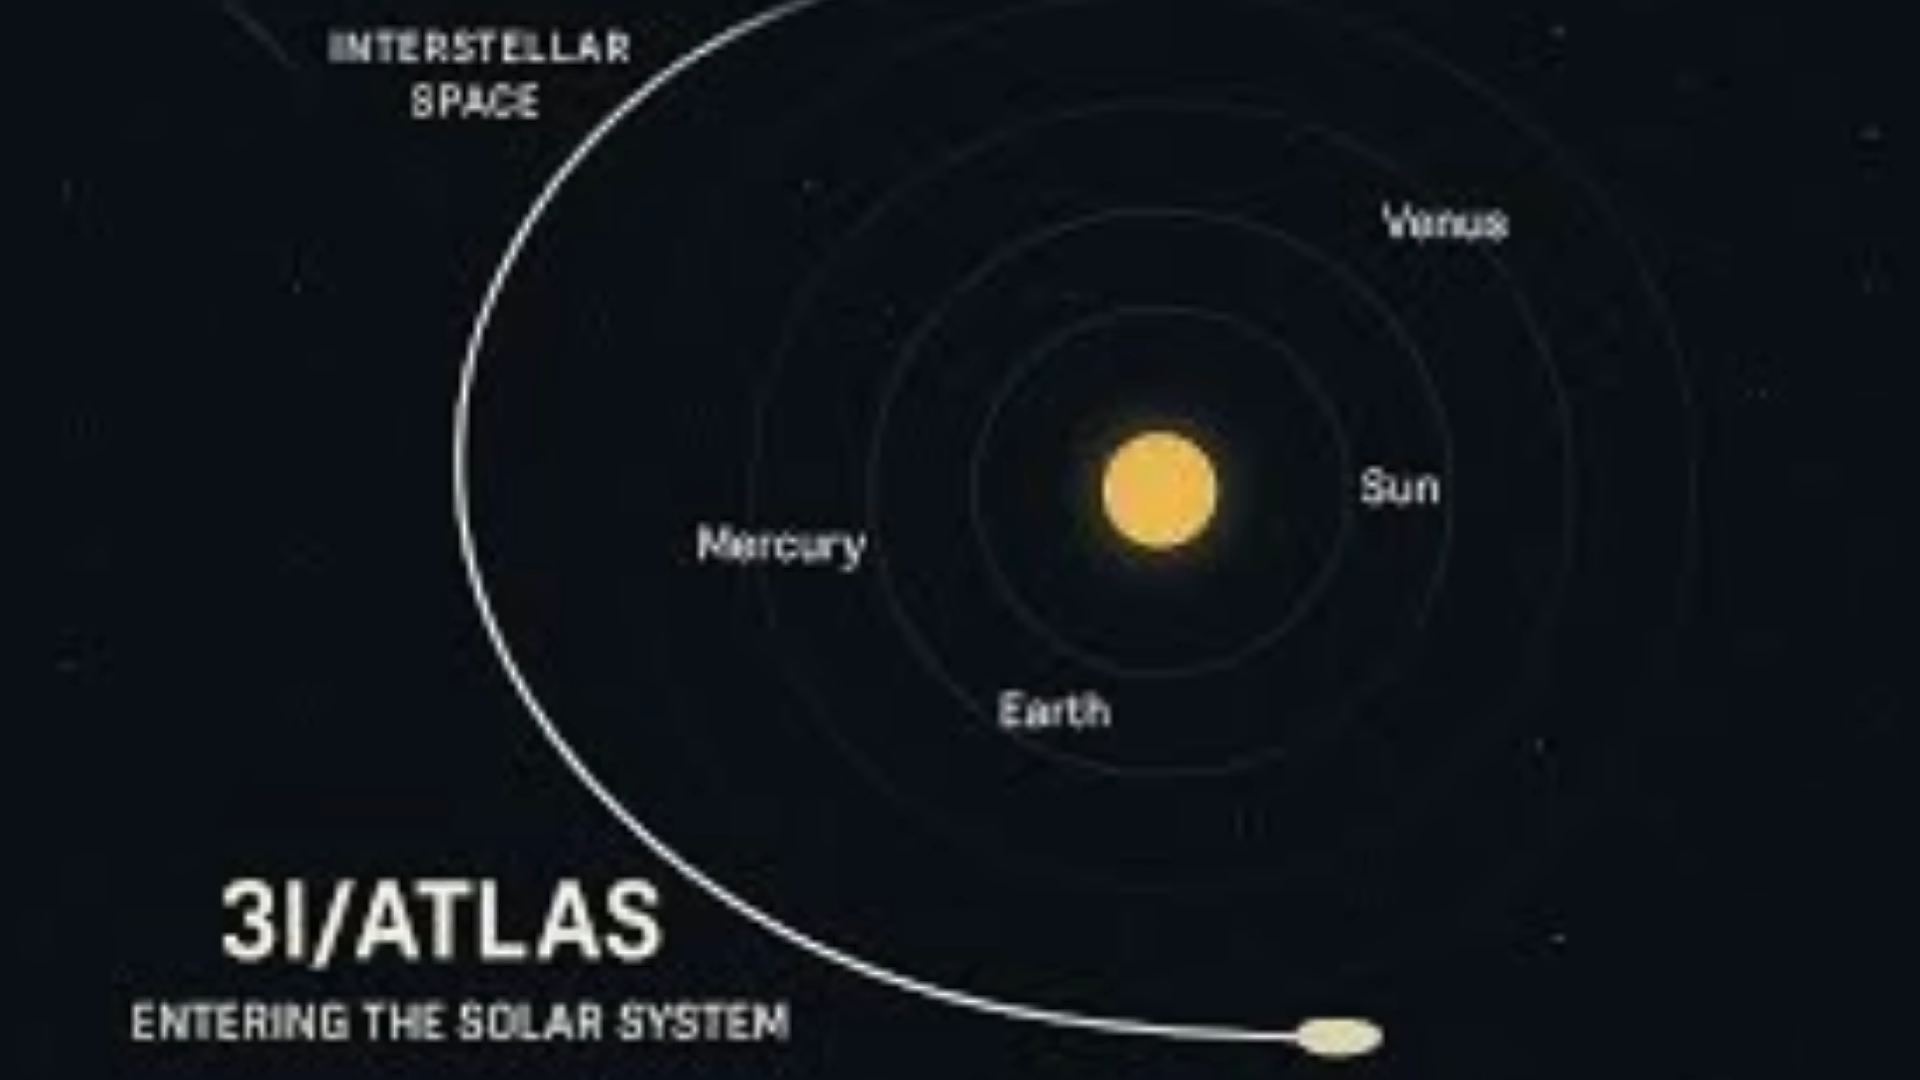 INTERSTELLAR
SPACE
Venus
Sun
Mercury
Earth
3I/ATLAS
ENTERING THE SOLAR SYSTEM